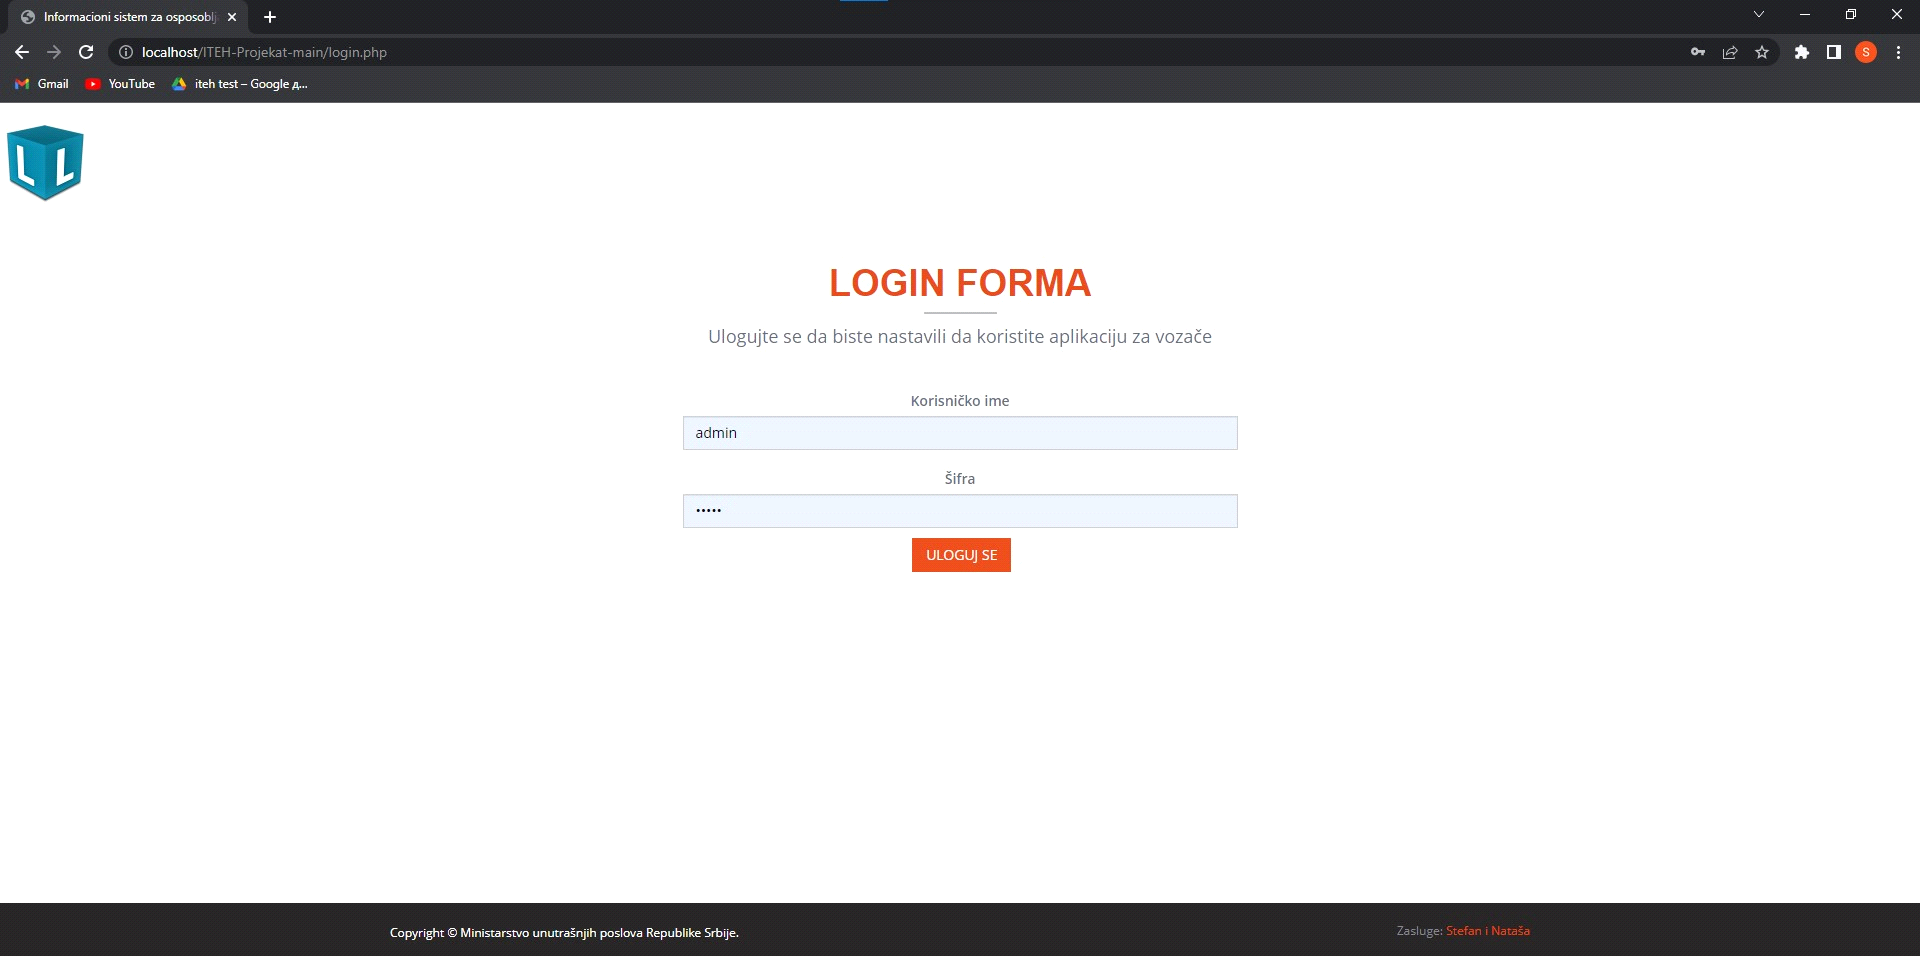 Informacioni sistem za osposoblj
localhost/ITEH-Projekat-main/login.php
S
Gmail
YouTube
iteh test – Google д...
L L
LOGIN FORMA
Ulogujte se da biste nastavili da koristite aplikaciju za vozače
Korisničko ime
admin
Šifra
•••••
ULOGUJ SE
Copyright © Ministarstvo unutrašnjih poslova Republike Srbije.
Zasluge: Stefan i Nataša